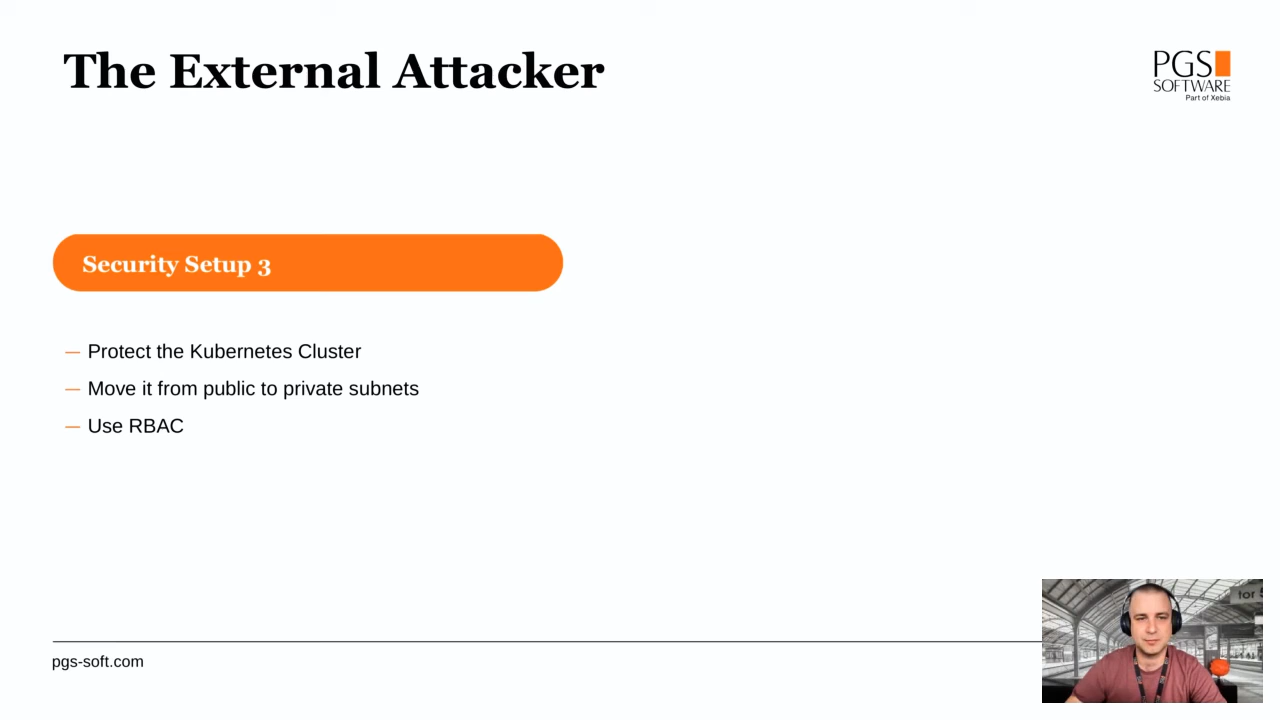 The External Attacker
PGS
SOFTWARE
Part of Xebia
Security Setup 3
— Protect the Kubernetes Cluster
— Move it from public to private subnets
— Use RBAC
pgs-soft.com
tor